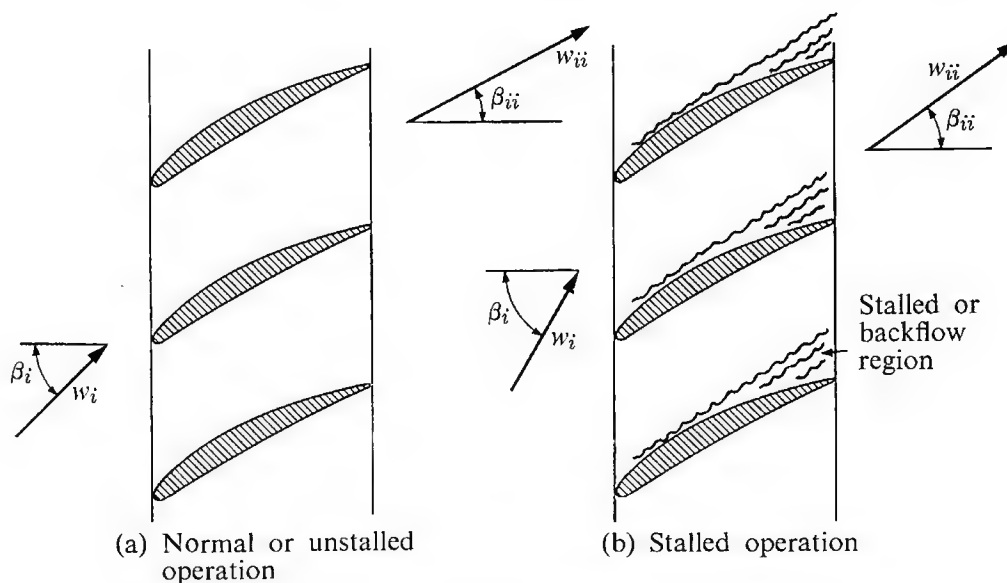 w_ii
β_ii
β_i
w_i
(a) Normal or unstalled
operation
w_ii
β_ii
β_i
w_i
Stalled or
backflow
region
(b) Stalled operation